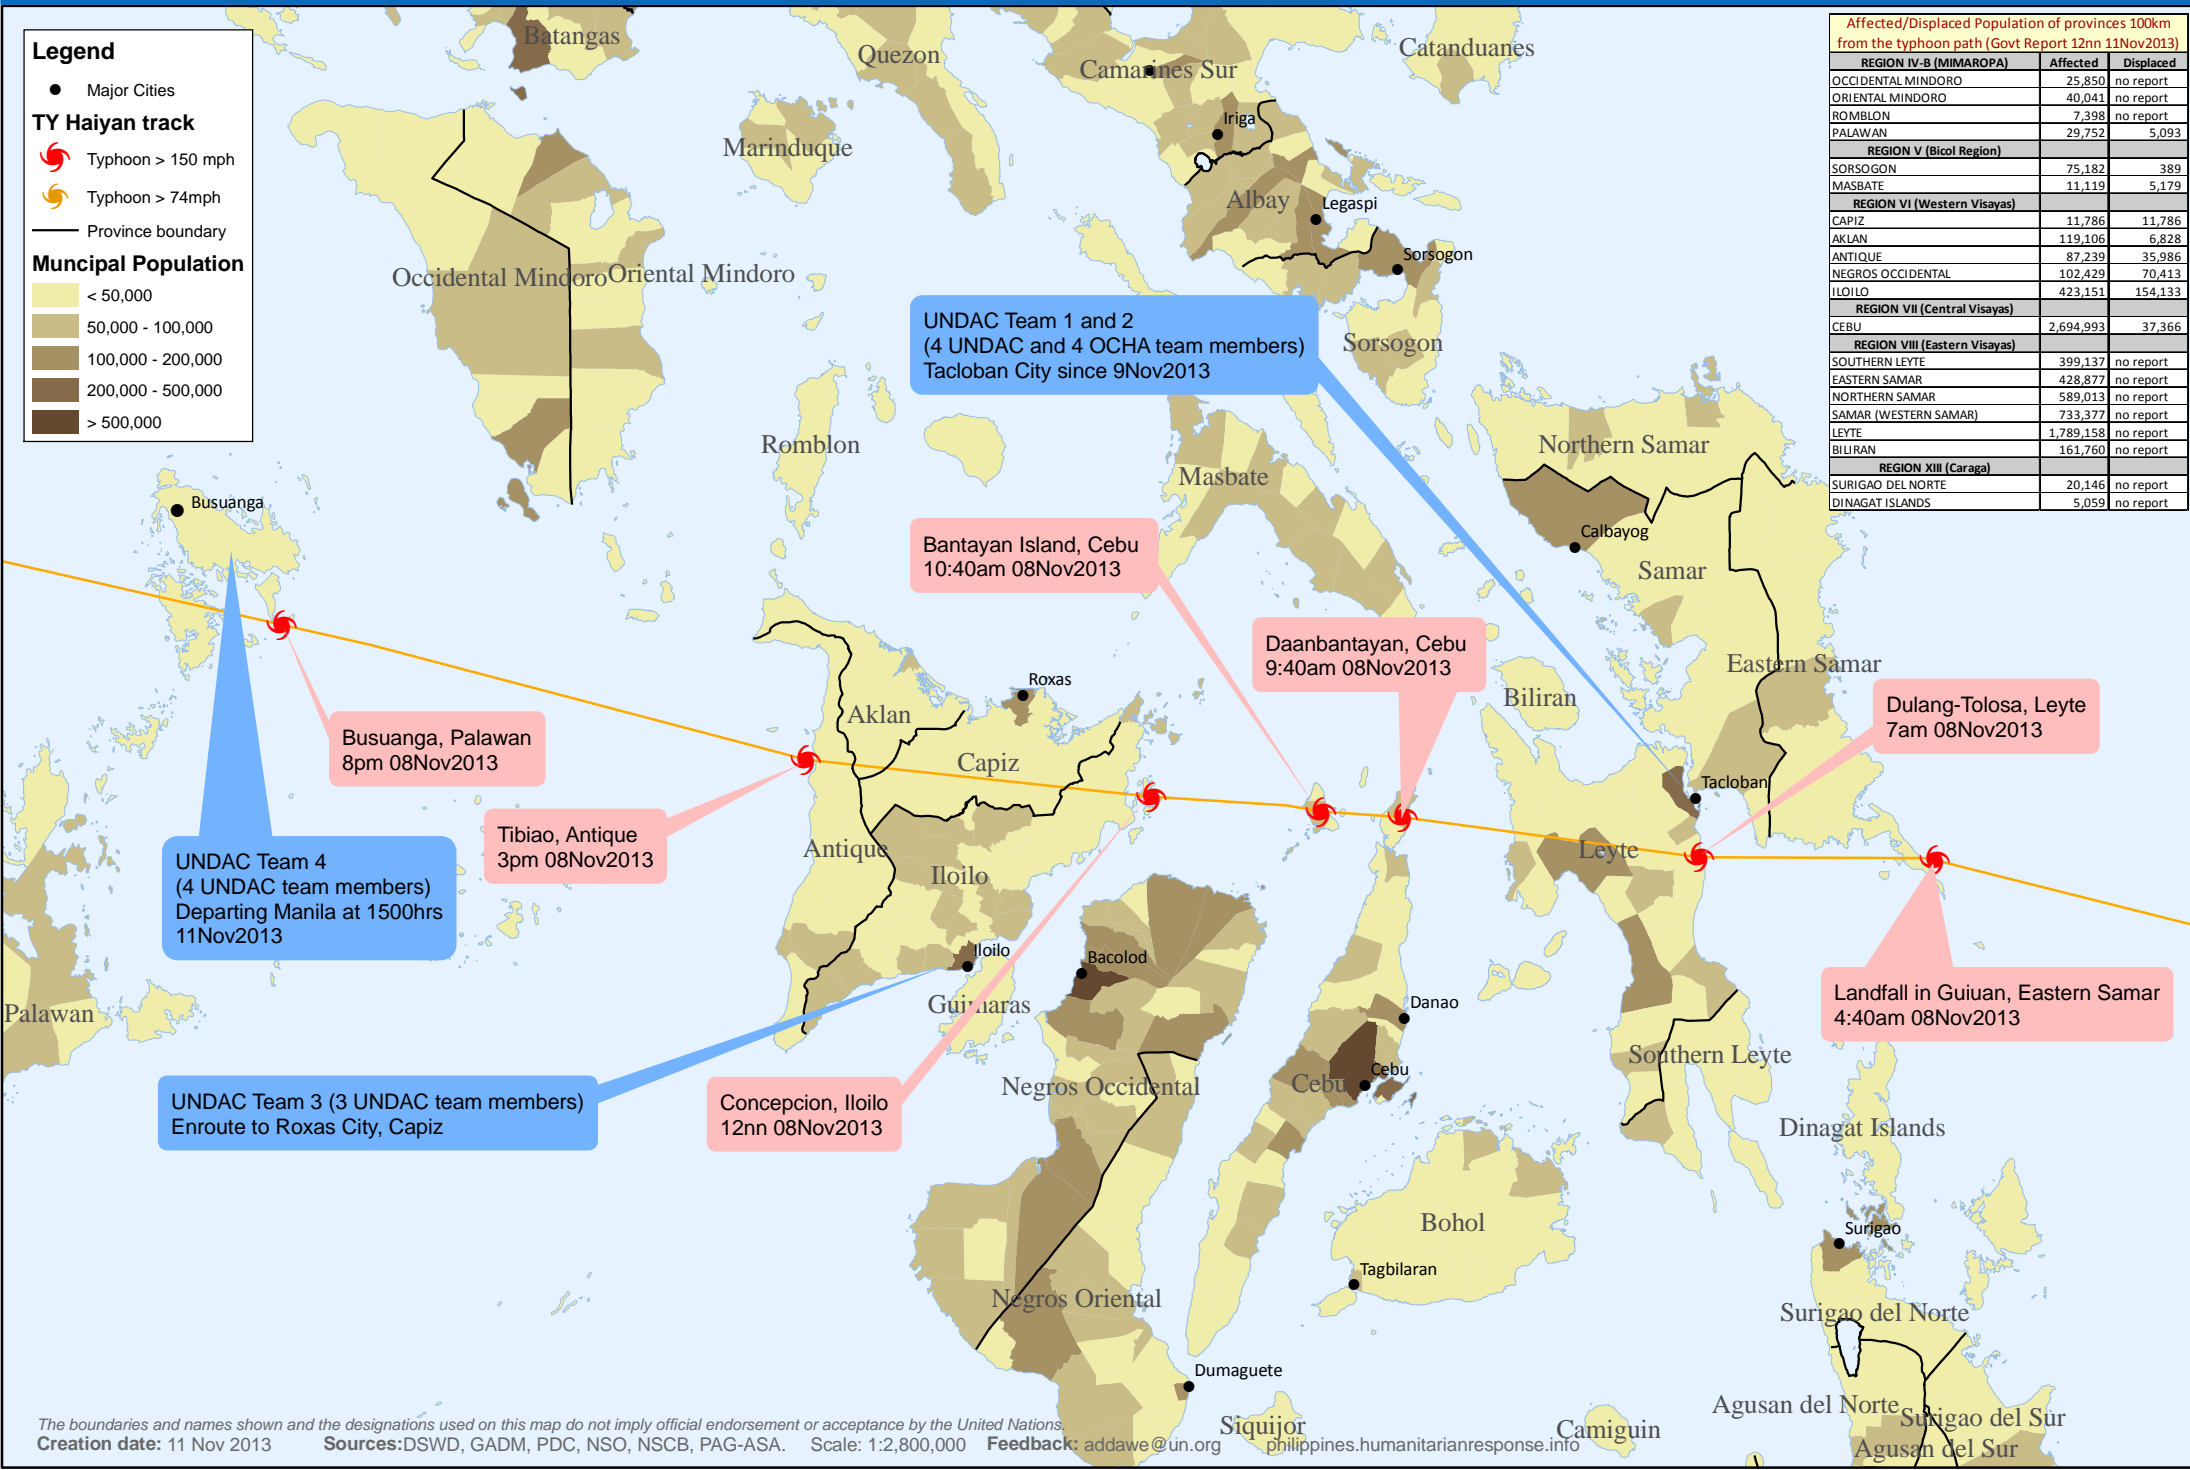 Legend
Major Cities
TY Haiyan track
Typhoon > 150 mph
Typhoon > 74mph
Province boundary
Muncipal Population
< 50,000
50,000 - 100,000
100,000 - 200,000
200,000 - 500,000
> 500,000
Affected/Displaced Population of provinces 100km
from the typhoon path (Govt Report 12nn 11Nov2013)
REGION IV-B (MIMAROPA) Affected Displaced
OCCIDENTAL MINDORO 25,850 no report
ORIENTAL MINDORO 40,041 no report
ROMBLON 7,398 no report
PALAWAN 29,752 5,093
REGION V (Bicol Region)
SORSOGON 75,182 389
MASBATE 11,119 5,179
REGION VI (Western Visayas)
CAPIZ 11,786 11,786
AKLAN 119,106 6,828
ANTIQUE 87,239 35,986
NEGROS OCCIDENTAL 102,429 70,413
ILOILO 423,151 154,133
REGION VII (Central Visayas)
CEBU 2,694,993 37,366
REGION VIII (Eastern Visayas)
SOUTHERN LEYTE 399,137 no report
EASTERN SAMAR 428,877 no report
NORTHERN SAMAR 589,013 no report
SAMAR (WESTERN SAMAR) 733,377 no report
LEYTE 1,789,158 no report
BILIRAN 161,760 no report
REGION XIII (Caraga)
SURIGAO DEL NORTE 20,146 no report
DINAGAT ISLANDS 5,059 no report
Batangas
Quezon
Camarines Sur
Catanduanes
Marinduque
Iriga
Albay
Legaspi
Sorsogon
Occidental Mindoro
Oriental Mindoro
Sorsogon
UNDAC Team 1 and 2
(4 UNDAC and 4 OCHA team members)
Tacloban City since 9Nov2013
Romblon
Masbate
Northern Samar
Busuanga
Calbayog
Samar
Bantayan Island, Cebu
10:40am 08Nov2013
Daanbantayan, Cebu
9:40am 08Nov2013
Eastern Samar
Biliran
Dulang-Tolosa, Leyte
7am 08Nov2013
Roxas
Aklan
Capiz
Busuanga, Palawan
8pm 08Nov2013
Tacloban
Tibiao, Antique
3pm 08Nov2013
Antique
Iloilo
Leyte
UNDAC Team 4
(4 UNDAC team members)
Departing Manila at 1500hrs
11Nov2013
Iloilo
Bacolod
Guimaras
Palawan
Danao
Landfall in Guiuan, Eastern Samar
4:40am 08Nov2013
Southern Leyte
Negros Occidental
Cebu
Cebu
UNDAC Team 3 (3 UNDAC team members)
Enroute to Roxas City, Capiz
Concepcion, Iloilo
12nn 08Nov2013
Dinagat Islands
Bohol
Surigao
Tagbilaran
Negros Oriental
Surigao del Norte
Dumaguete
Siquijor
Camiguin
Agusan del Norte
Surigao del Sur
Agusan del Sur
The boundaries and names shown and the designations used on this map do not imply official endorsement or acceptance by the United Nations.
Creation date: 11 Nov 2013 Sources:DSWD, GADM, PDC, NSO, NSCB, PAG-ASA. Scale: 1:2,800,000 Feedback: addawe@un.org philippines.humanitarianresponse.info